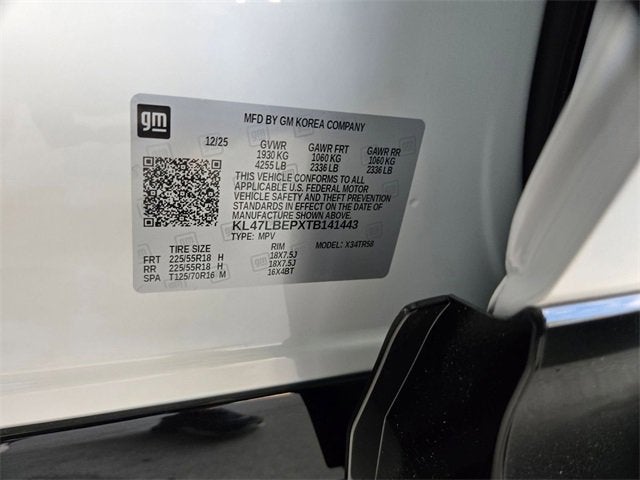 gm
MFD BY GM KOREA COMPANY
12/25 GVWR GAWR FRT GAWR RR
1930 KG 1060 KG 1060 KG
4255 LB 2336 LB 2336 LB
THIS VEHICLE CONFORMS TO ALL
APPLICABLE U.S. FEDERAL MOTOR
VEHICLE SAFETY AND THEFT PREVENTION
STANDARDS IN EFFECT ON THE DATE OF
MANUFACTURE SHOWN ABOVE.
KL47LBEPXTB141443
TYPE: MPV MODEL: X34TR58
TIRE SIZE RIM
FRT 225/55R18 H 18X7.5J
RR 225/55R18 H 18X7.5J
SPA T125/70R16 M 16X4BT